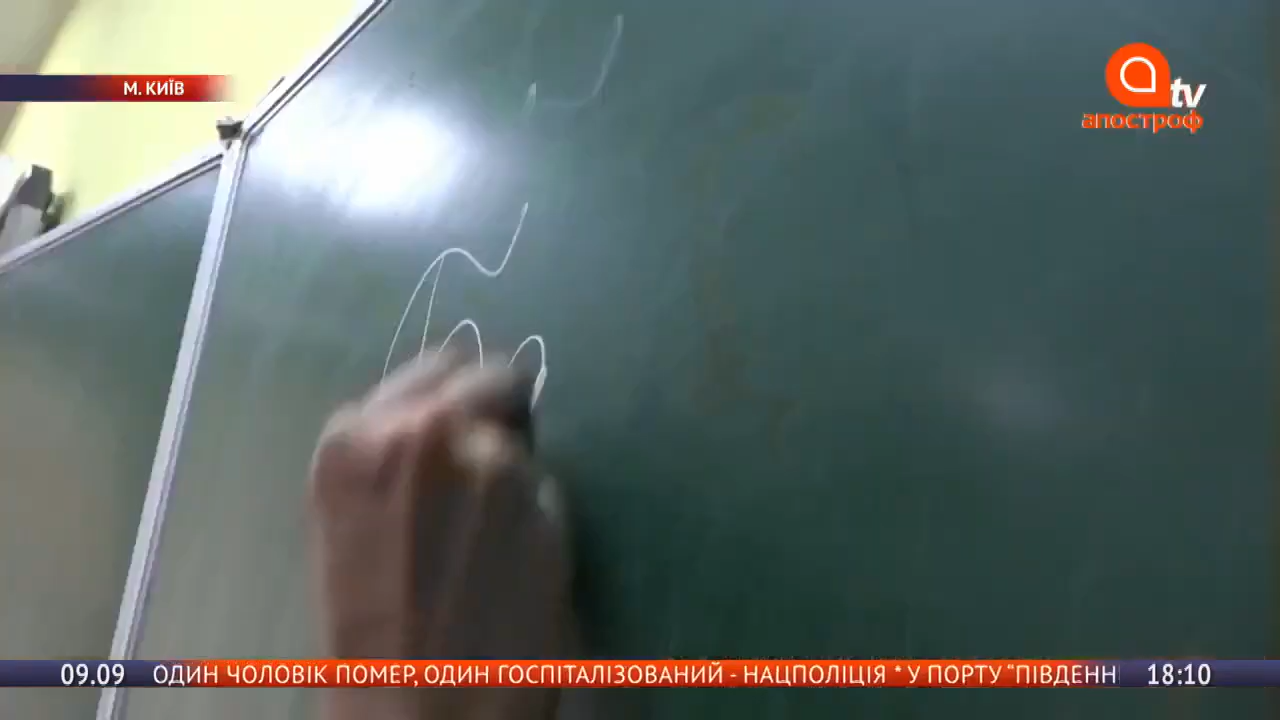 М. КИЇВ
tv
апостроф
09.09 ОДИН ЧОЛОВІК ПОМЕР, ОДИН ГОСПІТАЛІЗОВАНИЙ - НАЦПОЛІЦІЯ * У ПОРТУ “ПІВДЕНН 18:10